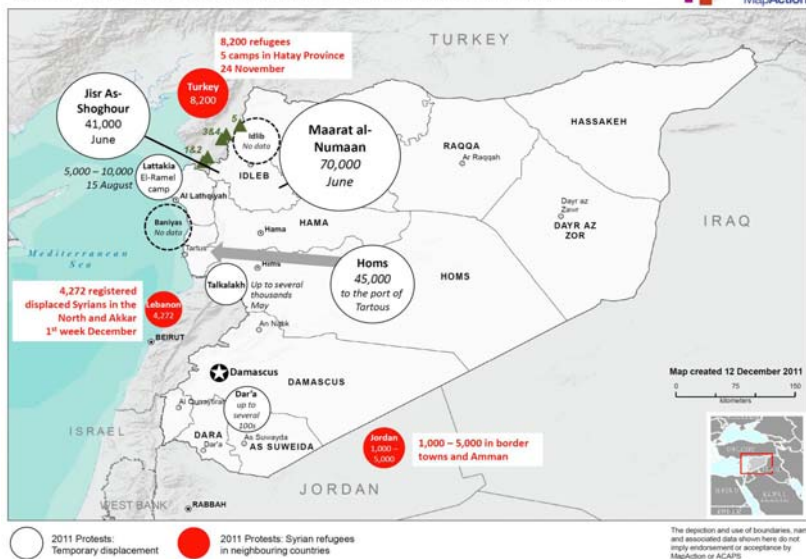 MapAction
TURKEY
8,200 refugees
5 camps in Hatay Province
24 November
Turkey
8,200
Jisr As-
Shoghour
41,000
June
5
3&4
1&2
Idlib
No data
IDLEB
Maarat al-
Numaan
70,000
June
RAQQA
Ar Raqqah
HASSAKEH
5,000 – 10,000
15 August
Lattakia
El-Ramel
camp
Al Lathqiyah
Baniyas
No data
HAMA
Hama
Dayr az
Zawr
DAYR AZ
ZOR
IRAQ
Mediterranean
Sea
Tartus
Hims
Homs
45,000
to the port of
Tartous
HOMS
Talkalakh
Up to several
thousands
May
4,272 registered
displaced Syrians in the
North and Akkar
1st week December
Lebanon
4,272
BEIRUT
An Nabk
Damascus
DAMASCUS
Map created 12 December 2011
0 75 150
kilometers
Al Qunaytirah
Dar'a
up to
several
100s
ISRAEL
DARA
Dar'a
As Suwayda
AS SUWEIDA
Jordan
1,000 –
5,000
1,000 – 5,000 in border
towns and Amman
JORDAN
WEST BANK
RABBAH
2011 Protests:
Temporary displacement
2011 Protests: Syrian refugees
in neighbouring countries
The depiction and use of boundaries, nam
and associated data shown here do not
imply endorsement or acceptance by
MapAction or ACAPS